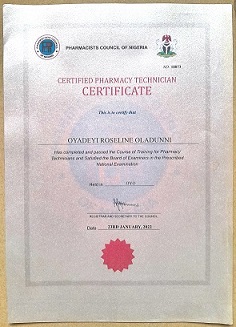 PHARMACISTS COUNCIL OF NIGERIA
CERTIFIED PHARMACY TECHNICIAN
CERTIFICATE
This is to certify that
OYADEYI ROSELINE OLADUNNI
Has completed and passed the Course of Training for Pharmacy
Technicians and Satisfied the Board of Examiners in the Prescribed
National Examination
REGISTRAR AND SECRETARY TO THE COUNCIL
Date 23RD JANUARY, 2022